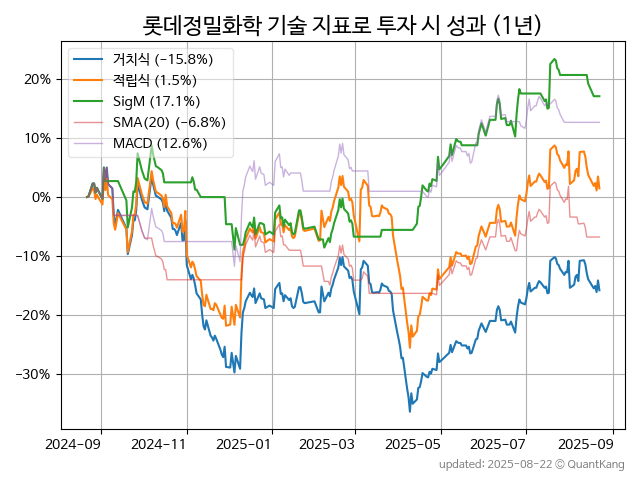 롯데정밀화학 기술 지표로 투자 시 성과 (1년)
거치식 (−15.8%)
적립식 (1.5%)
SigM (17.1%)
SMA(20) (−6.8%)
MACD (12.6%)
20%
10%
0%
−10%
−20%
−30%
2024−09 2024−11 2025−01 2025−03 2025−05 2025−07 2025−09
updated: 2025−08−22 © QuantKang